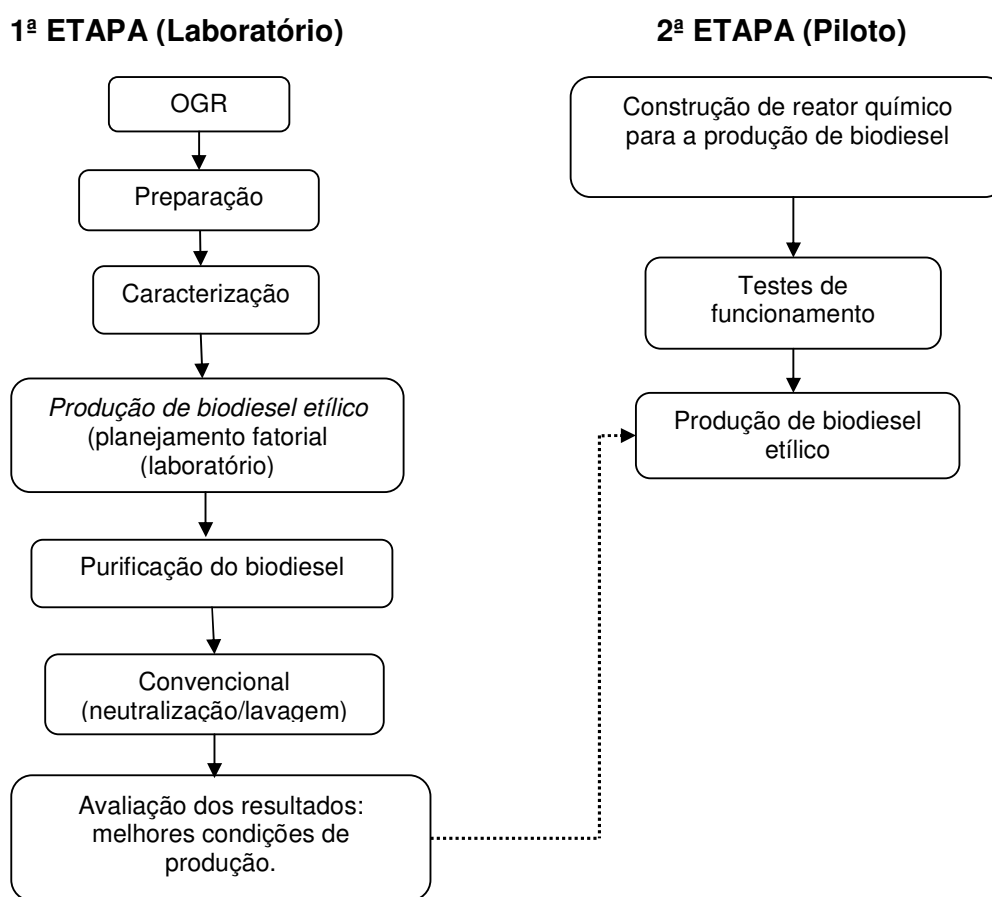 1ª ETAPA (Laboratório)
OGR
Preparação
Caracterização
Produção de biodiesel etílico
(planejamento fatorial
(laboratório)
Purificação do biodiesel
Convencional
(neutralização/lavagem)
Avaliação dos resultados:
melhores condições de
produção.
2ª ETAPA (Piloto)
Construção de reator químico
para a produção de biodiesel
Testes de
funcionamento
Produção de biodiesel
etílico